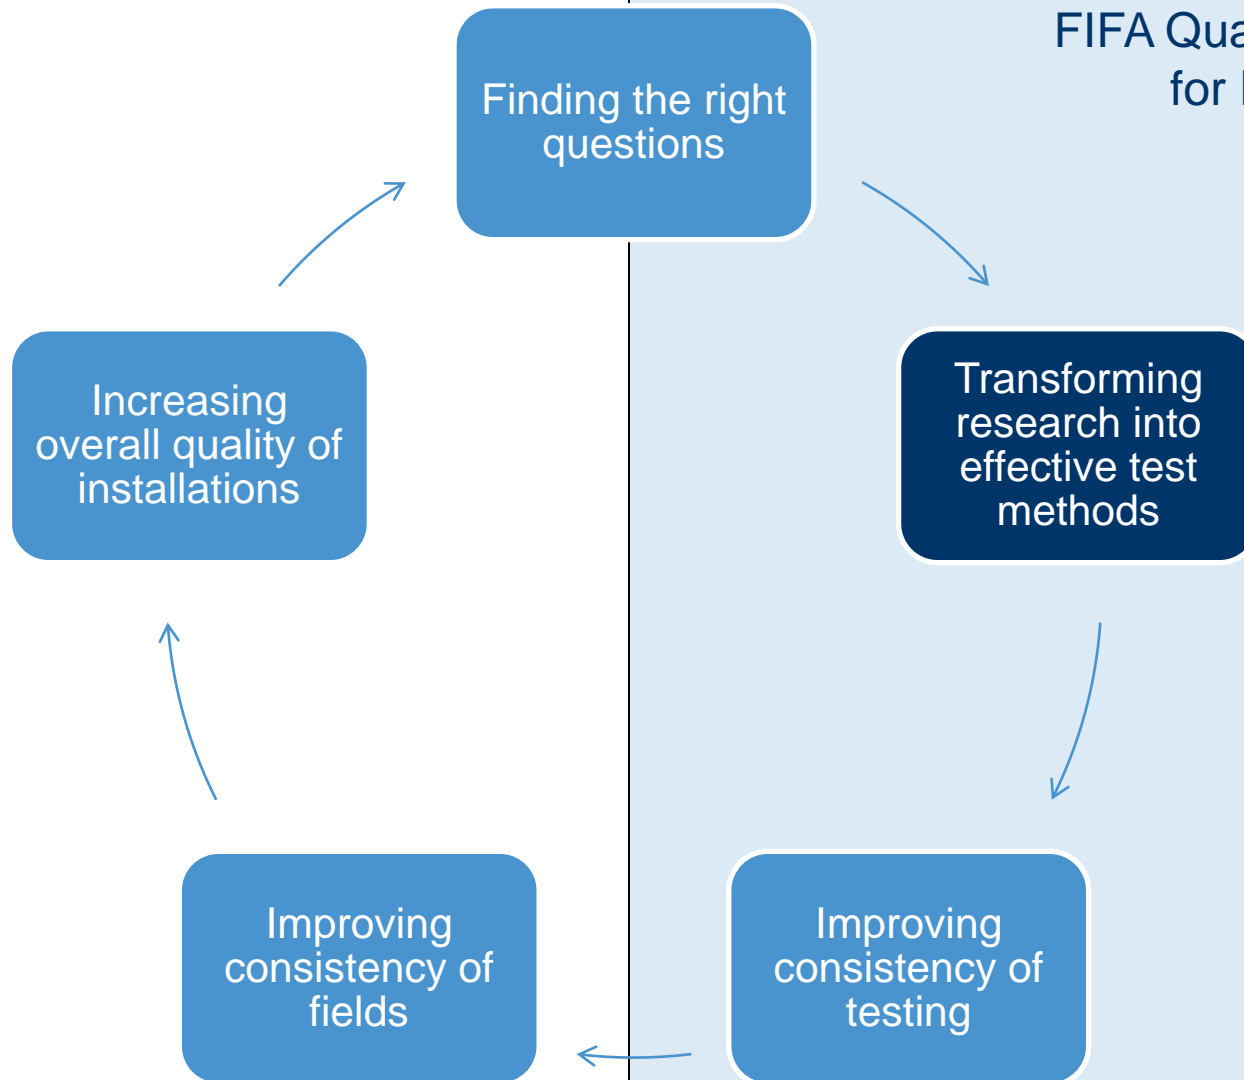 FIFA
for
Finding the right
questions
Transforming
research into
effective test
methods
Improving
consistency of
testing
Improving
consistency of
fields
Increasing
overall quality of
installations